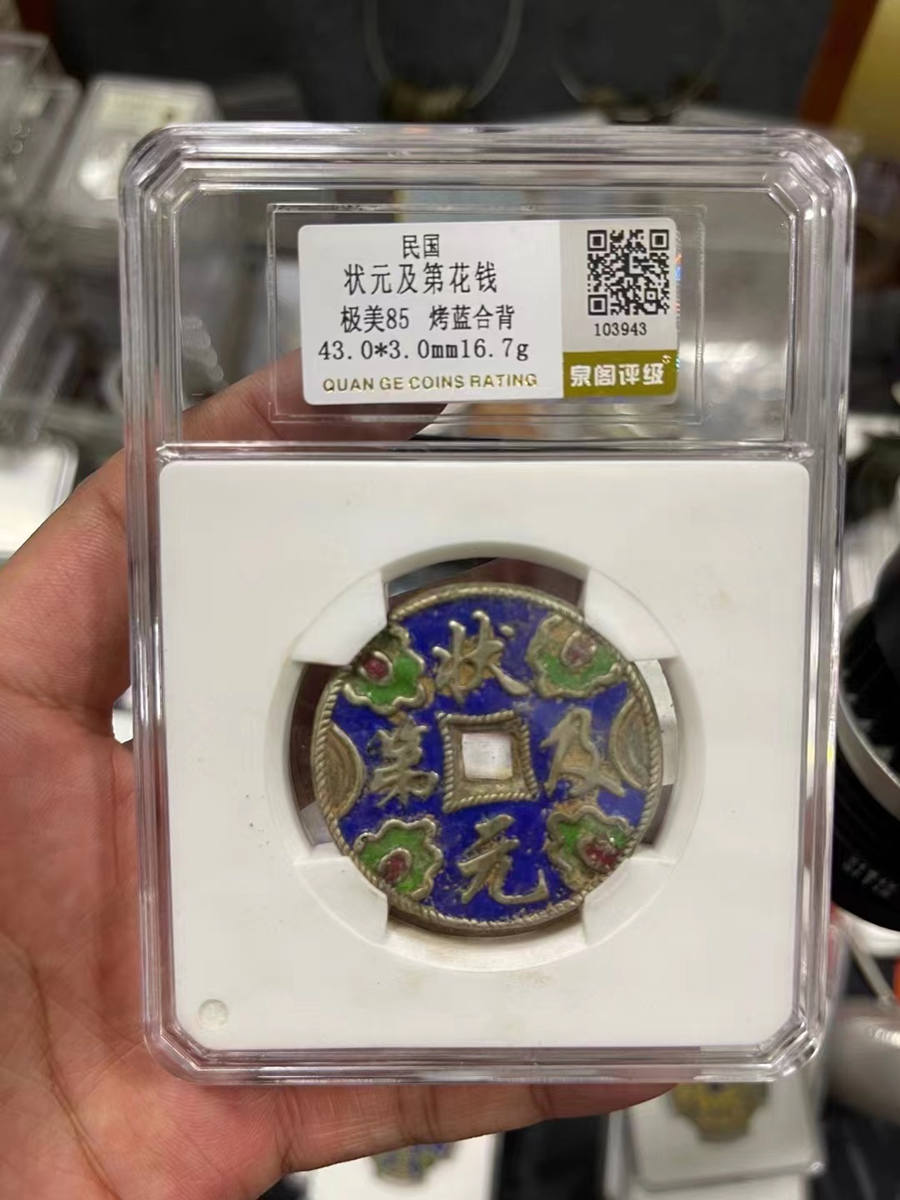 民国
状元及第花钱
极美85 烤蓝合背
43.0*3.0mm16.7g
QUAN GE COINS RATING
103943
泉阁评级
状
第 及
元